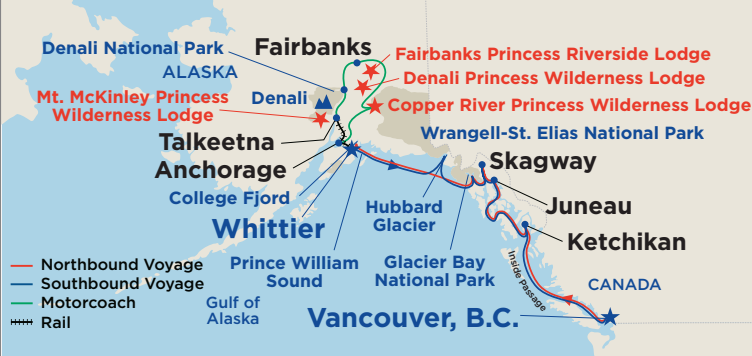 Denali National Park
Fairbanks
Fairbanks Princess Riverside Lodge
ALASKA
Denali Princess Wilderness Lodge
Mt. McKinley Princess
Wilderness Lodge
Denali
Copper River Princess Wilderness Lodge
Talkeetna
Wrangell-St. Elias National Park
Anchorage
Skagway
College Fjord
Juneau
Whittier
Hubbard
Glacier
Ketchikan
Prince William
Sound
Glacier Bay
National Park
Inside Passage
Northbound Voyage
Southbound Voyage
Motorcoach
Rail
Gulf of
Alaska
CANADA
Vancouver, B.C.